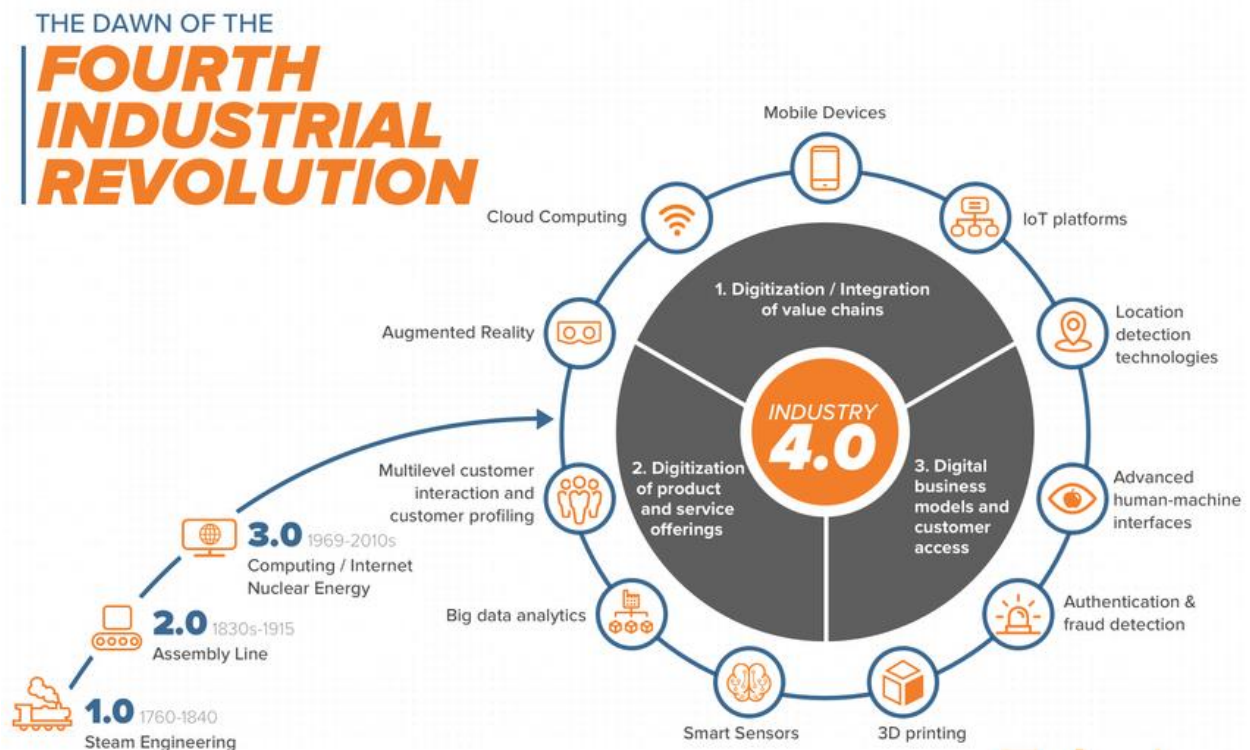 THE DAWN OF THE
FOURTH
INDUSTRIAL
REVOLUTION
Mobile Devices
Cloud Computing
IoT platforms
Augmented Reality
Location
detection
technologies
1. Digitization / Integration
of value chains
INDUSTRY
4.0
2. Digitization
of product
and service
offerings
3. Digital
business
models and
customer
access
Multilevel customer
interaction and
customer profiling
Advanced
human-machine
interfaces
Big data analytics
Authentication &
fraud detection
Smart Sensors
3D printing
3.0 1969-2010s
Computing / Internet
Nuclear Energy
2.0 1830s-1915
Assembly Line
1.0 1760-1840
Steam Engineering